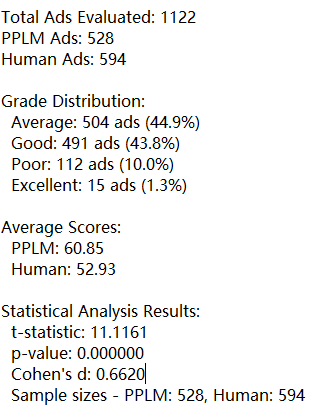 Total Ads Evaluated: 1122
PPLM Ads: 528
Human Ads: 594
Grade Distribution:
Average: 504 ads (44.9%)
Good: 491 ads (43.8%)
Poor: 112 ads (10.0%)
Excellent: 15 ads (1.3%)
Average Scores:
PPLM: 60.85
Human: 52.93
Statistical Analysis Results:
t-statistic: 11.1161
p-value: 0.000000
Cohen's d: 0.6620
Sample sizes - PPLM: 528, Human: 594